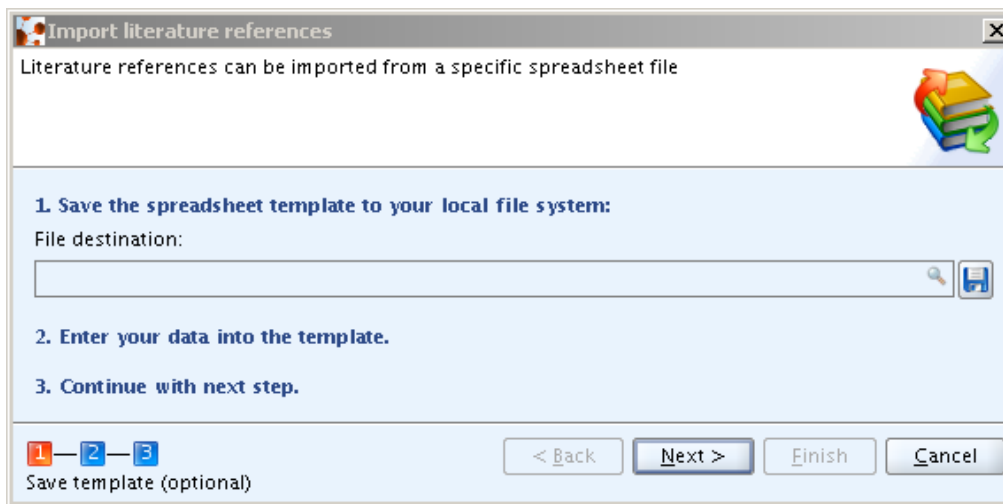 Import literature references
Literature references can be imported from a specific spreadsheet file
1. Save the spreadsheet template to your local file system:
File destination:
2. Enter your data into the template.
3. Continue with next step.
1 2 3
Save template (optional)
< Back Next > Finish Cancel